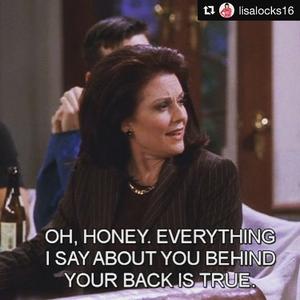 lisalocks16
OH, HONEY. EVERYTHING
I SAY ABOUT YOU BEHIND
YOUR BACK IS TRUE.